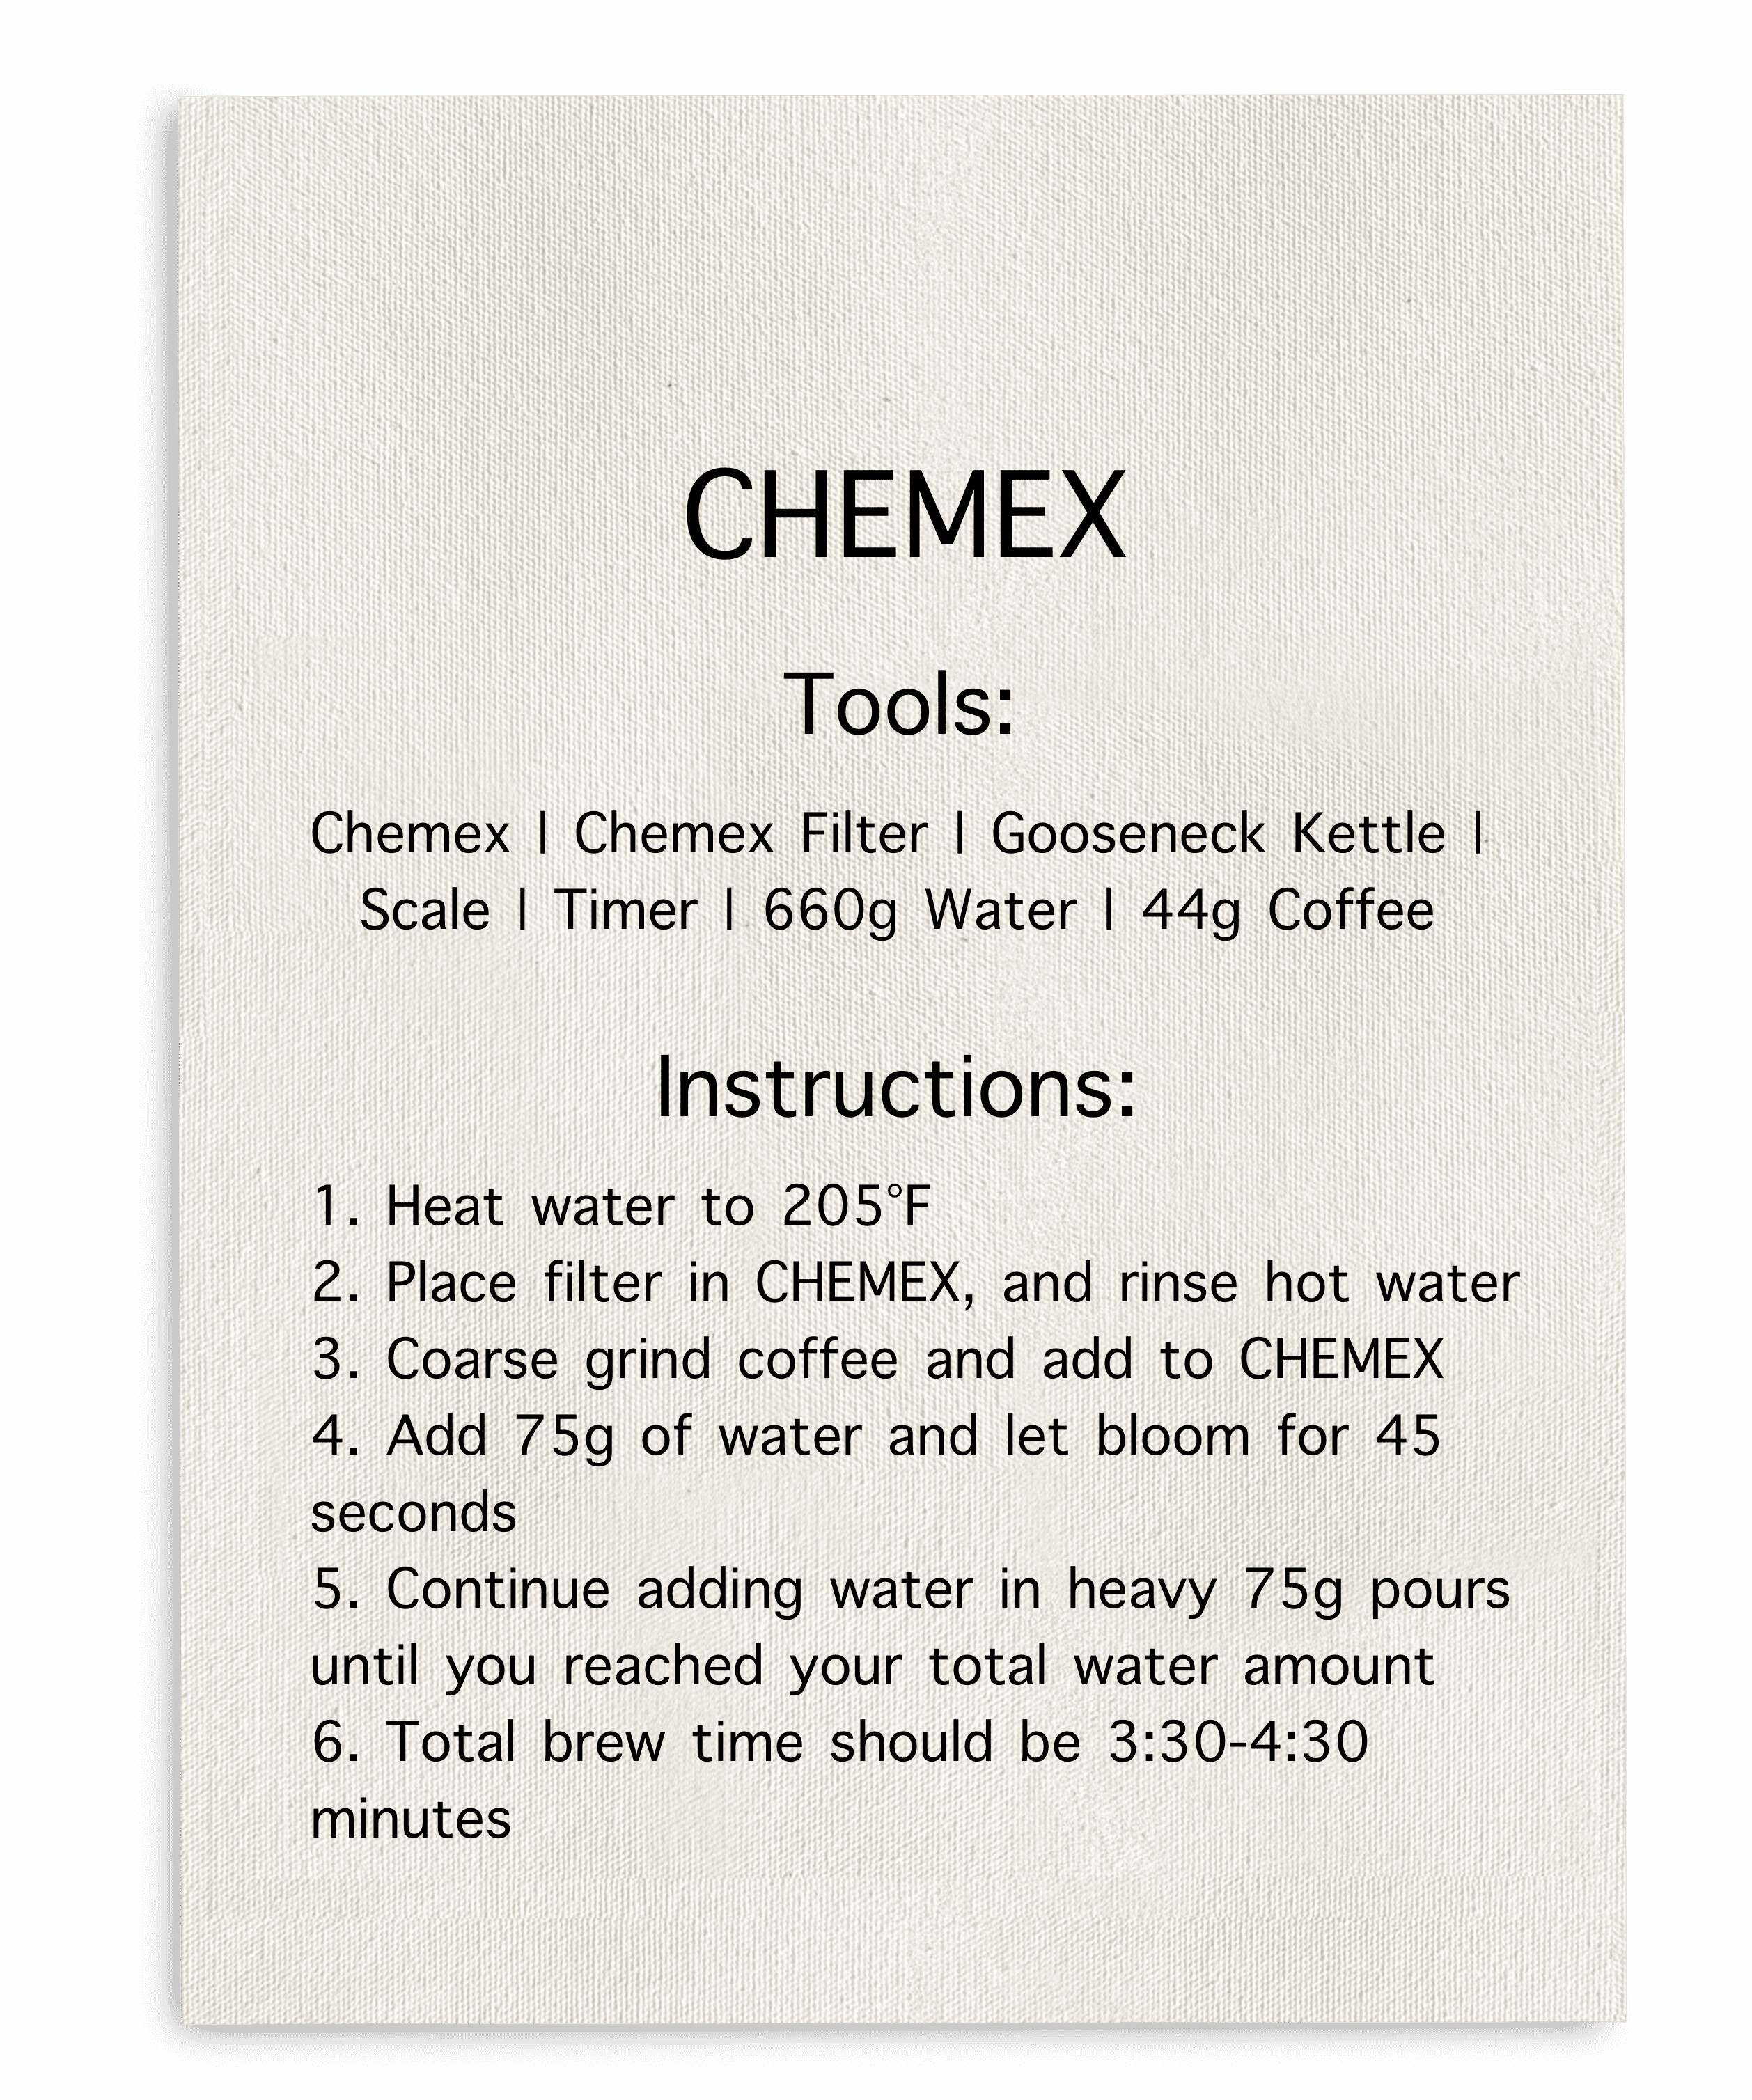 CHEMEX
Tools:
Chemex | Chemex Filter | Gooseneck Kettle |
Scale | Timer | 660g Water | 44g Coffee
Instructions:
1. Heat water to 205°F
2. Place filter in CHEMEX, and rinse hot water
3. Coarse grind coffee and add to CHEMEX
4. Add 75g of water and let bloom for 45
seconds
5. Continue adding water in heavy 75g pours
until you reached your total water amount
6. Total brew time should be 3:30-4:30
minutes